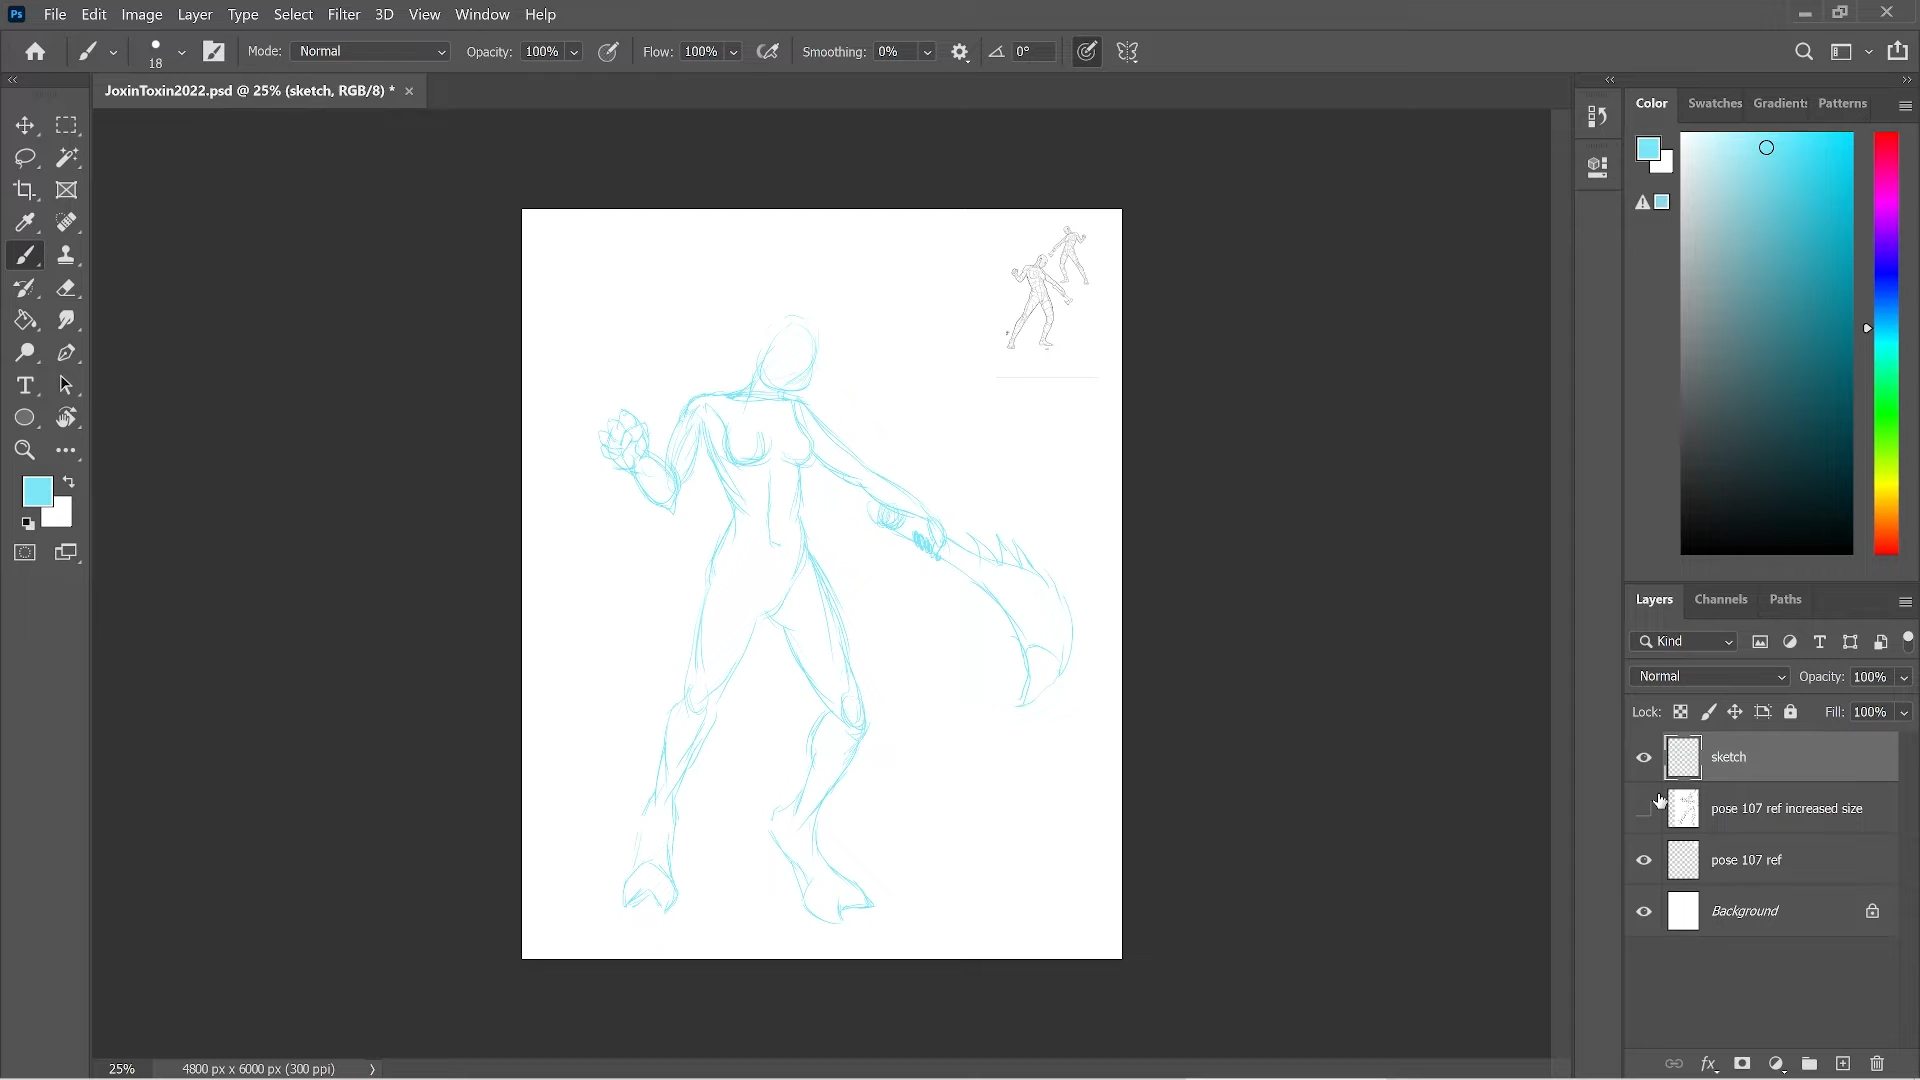 Ps File Edit Image Layer Type Select Filter 3D View Window Help
18 Mode: Normal Opacity: 100% Flow: 100% Smoothing: 0% 0°
JoxinToxin2022.psd @ 25% (sketch, RGB/8) *
Color Swatches Gradients Patterns
Layers Channels Paths
Kind
Normal Opacity: 100%
Lock: Fill: 100%
sketch
pose 107 ref increased size
pose 107 ref
Background
fx
25% 4800 px x 6000 px (300 ppi)